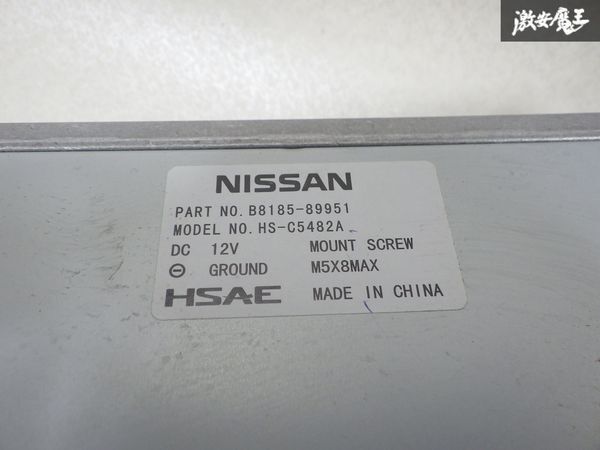 激安魔王
NISSAN
PART NO. B8185-89951
MODEL NO. HS-C5482A
DC 12V MOUNT SCREW
⊖ GROUND M5X8MAX
HSAE MADE IN CHINA